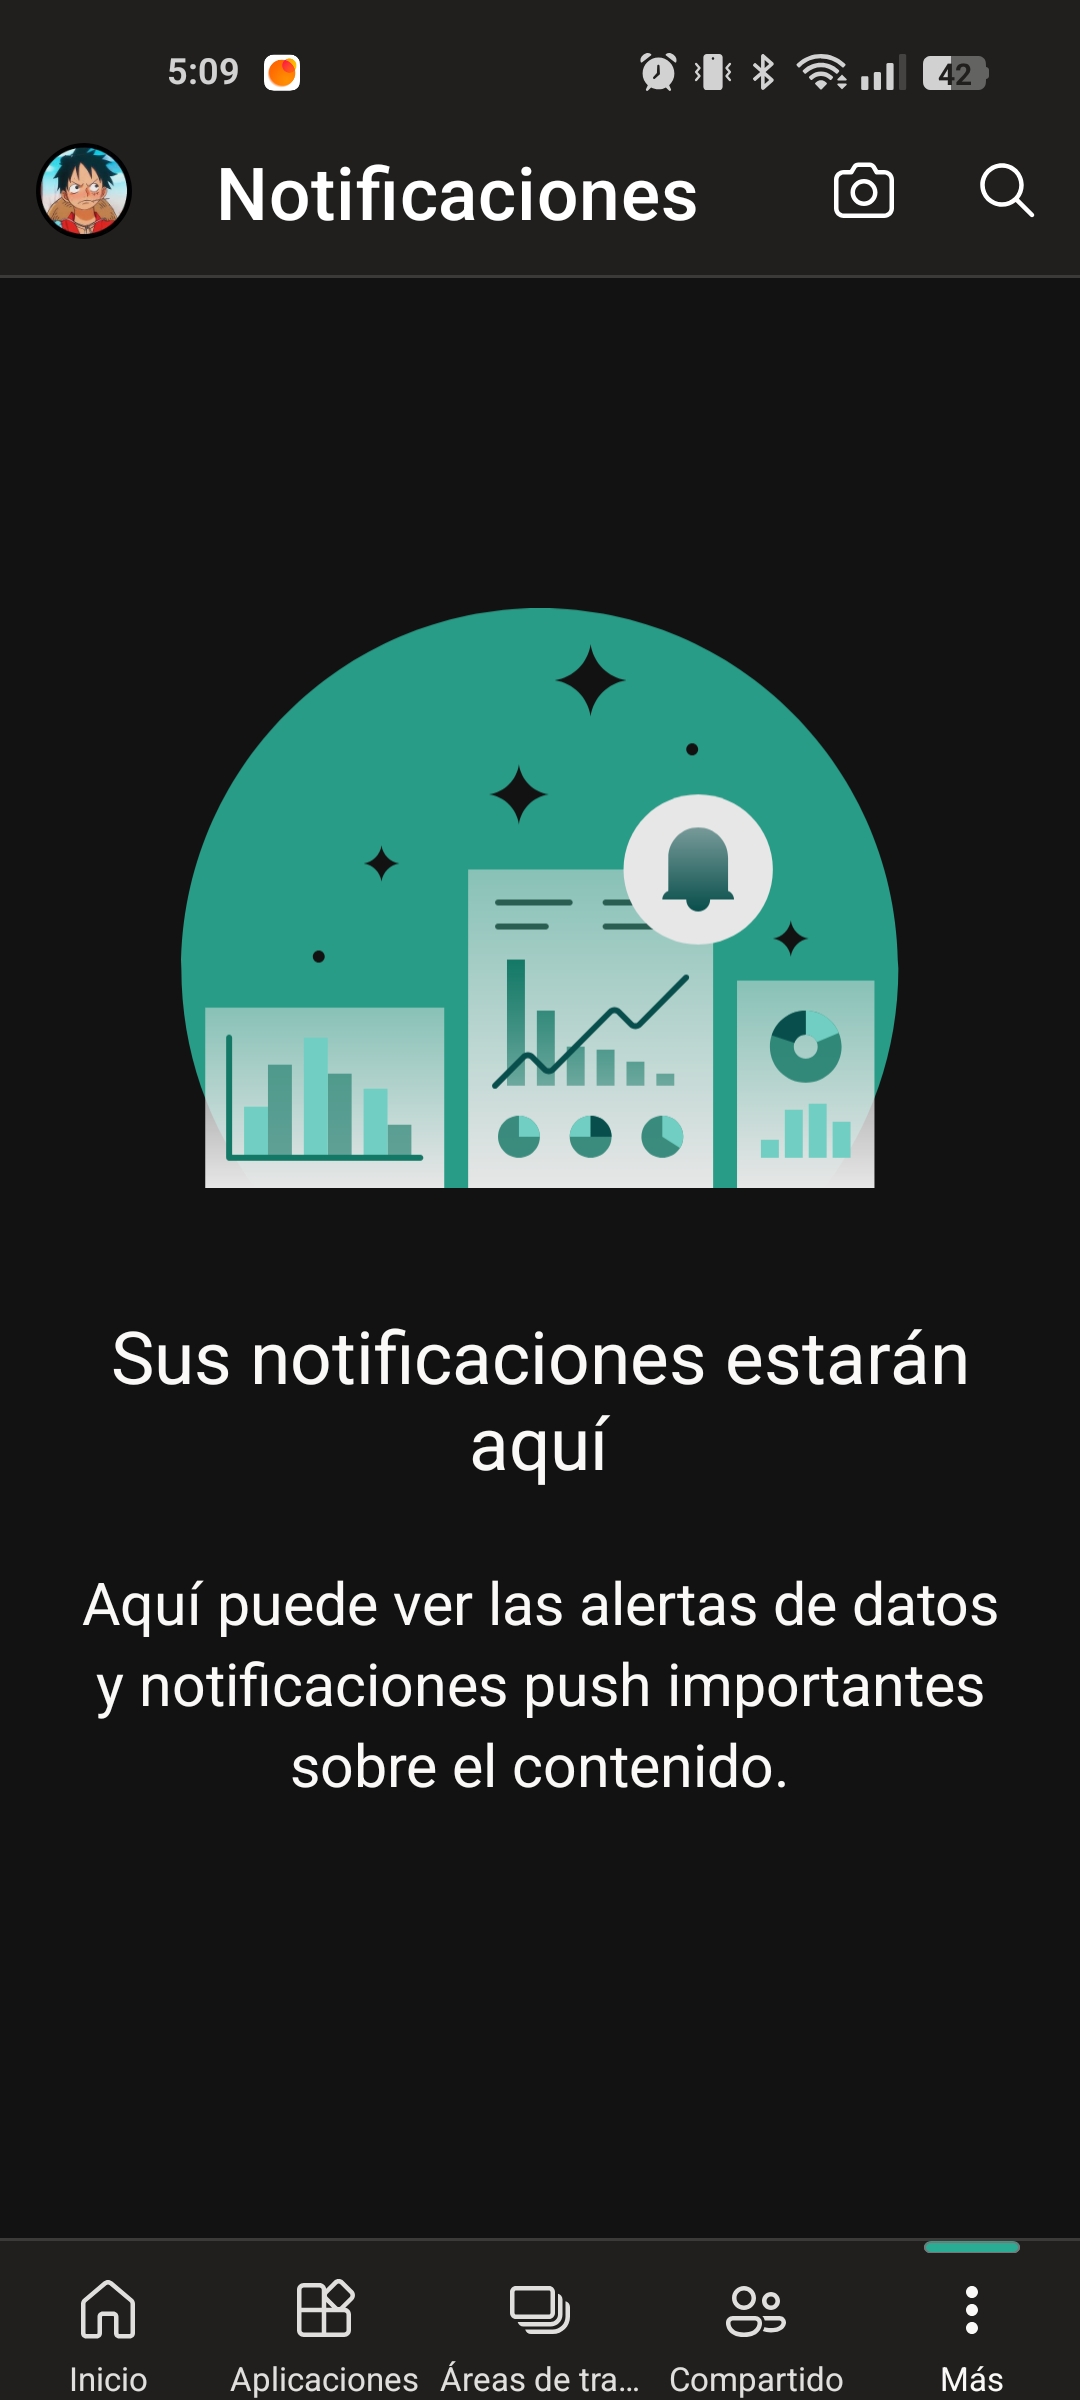 5:09
42
Notificaciones
Sus notificaciones estarán
aquí
Aquí puede ver las alertas de datos
y notificaciones push importantes
sobre el contenido.
Inicio
Aplicaciones
Áreas de tra...
Compartido
Más